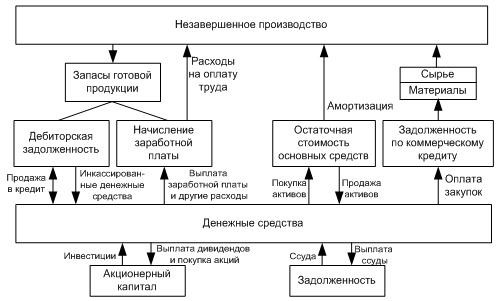 Незавершенное производство
Запасы готовой
продукции
Расходы
на оплату
труда
Амортизация
Сырье
Материалы
Дебиторская
задолженность
Начисление
заработной
платы
Остаточная
стоимость
основных средств
Задолженность
по коммерческому
кредиту
Продажа
в кредит
Инкассирован-
ные денежные
средства
Выплата
заработной платы
и другие расходы
Покупка
активов
Продажа
активов
Оплата
закупок
Денежные средства
Инвестиции
Выплата дивидендов
и покупка акций
Ссуда
Выплата
ссуды
Акционерный
капитал
Задолженность